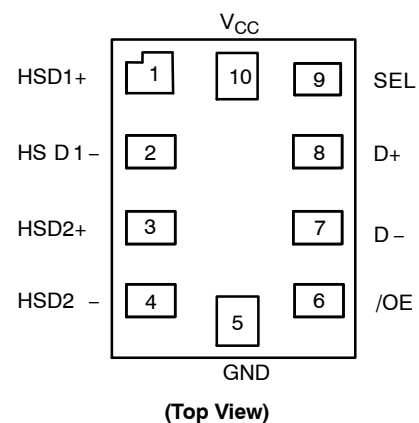 V_CC
HSD1+ 1 10 9 SEL
HS D1 – 2 8 D+
HSD2+ 3 7 D –
HSD2 – 4 5 6 /OE
GND
(Top View)